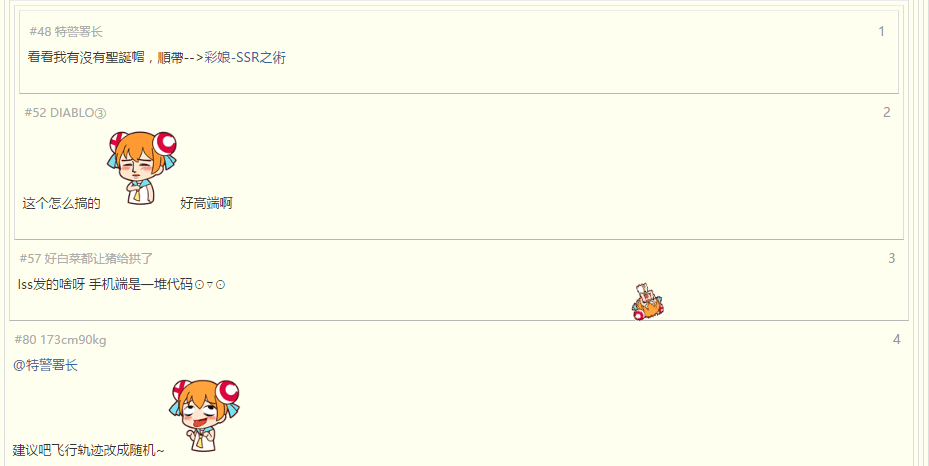 #48 特警署长 1
看看我有沒有聖誕帽，順帶-->彩娘-SSR之術
#52 DIABLO③ 2
这个怎么搞的 好高端啊
#57 好白菜都让猪给拱了 3
lss发的啥呀 手机端是一堆代码⊙▽⊙
#80 173cm90kg 4
@特警署长
建议吧飞行轨迹改成随机~